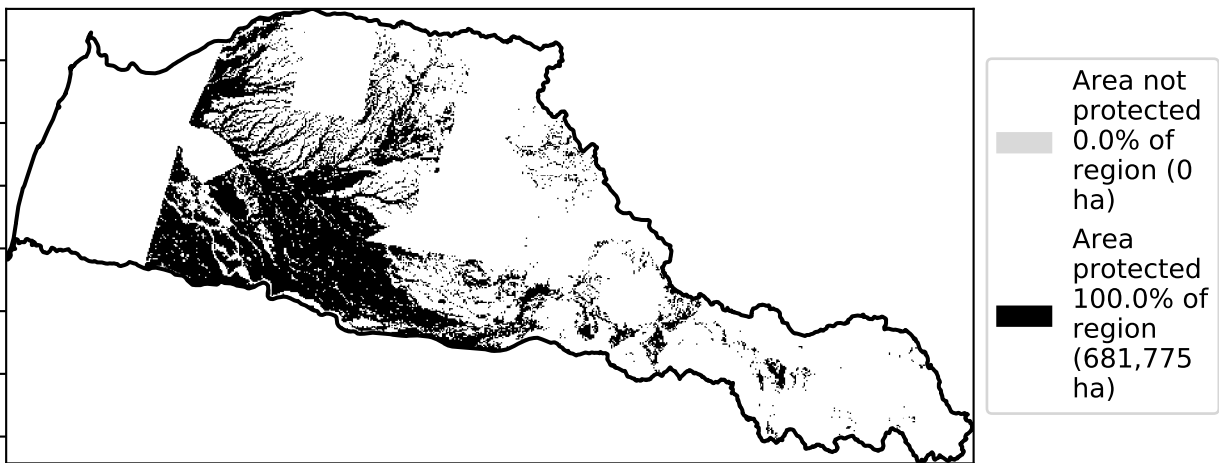 Area not
protected
0.0% of
region (0
ha)
Area
protected
100.0% of
region
(681,775
ha)